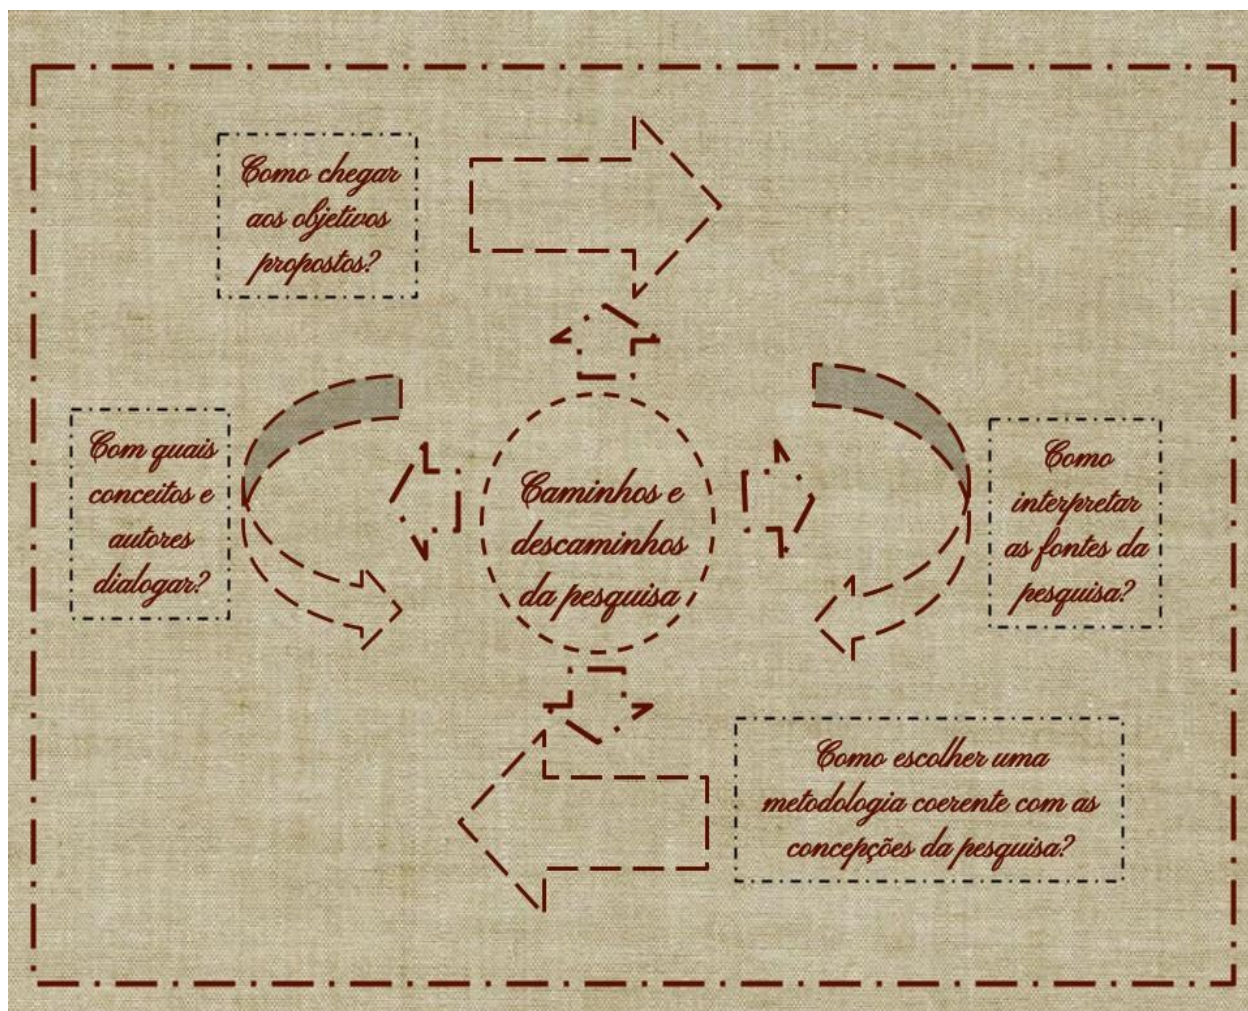 Como chegar
aos objetivos
propostos?
Com quais
conceitos e
autores
dialogar?
Caminhos e
descaminhos
da pesquisa
Como
interpretar
as fontes da
pesquisa?
Como escolher uma
metodologia coerente com as
concepções da pesquisa?